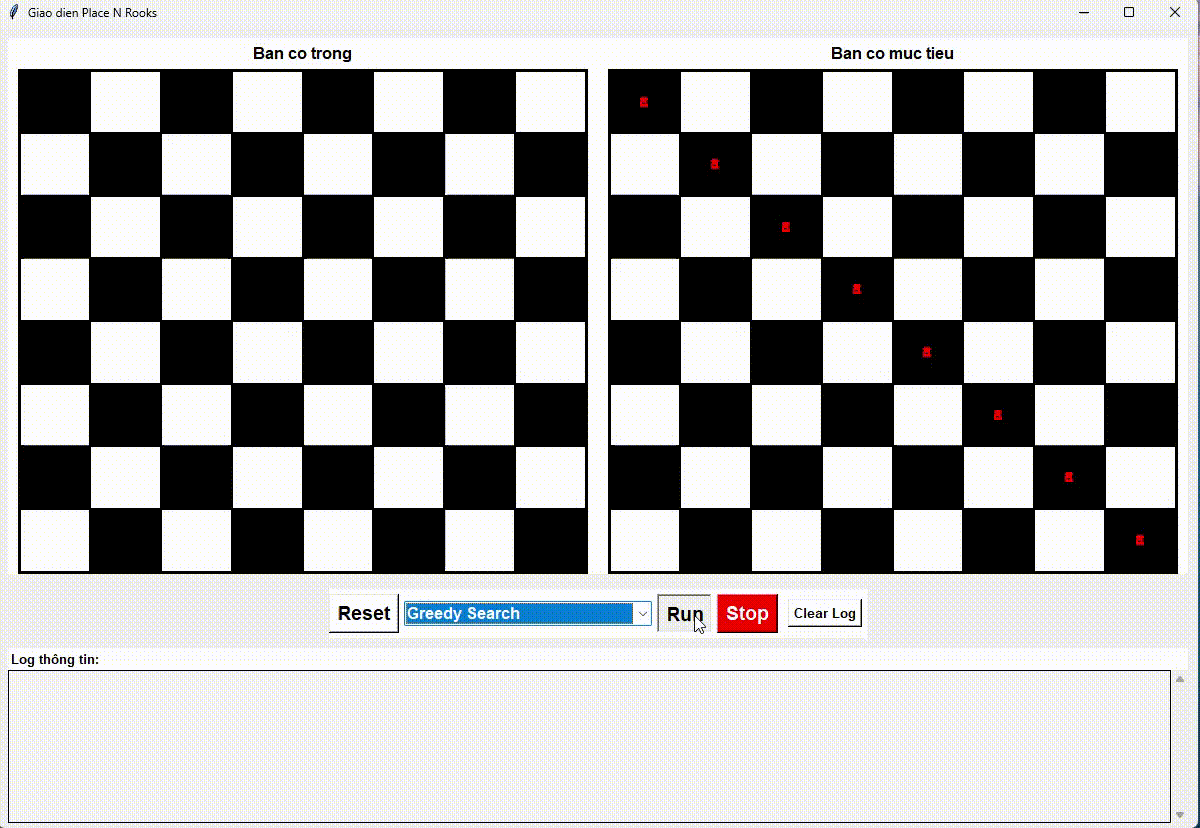 Giao dien Place N Rooks
Ban co trong
Ban co muc tieu
Reset
Greedy Search
Run
Stop
Clear Log
Log thông tin: